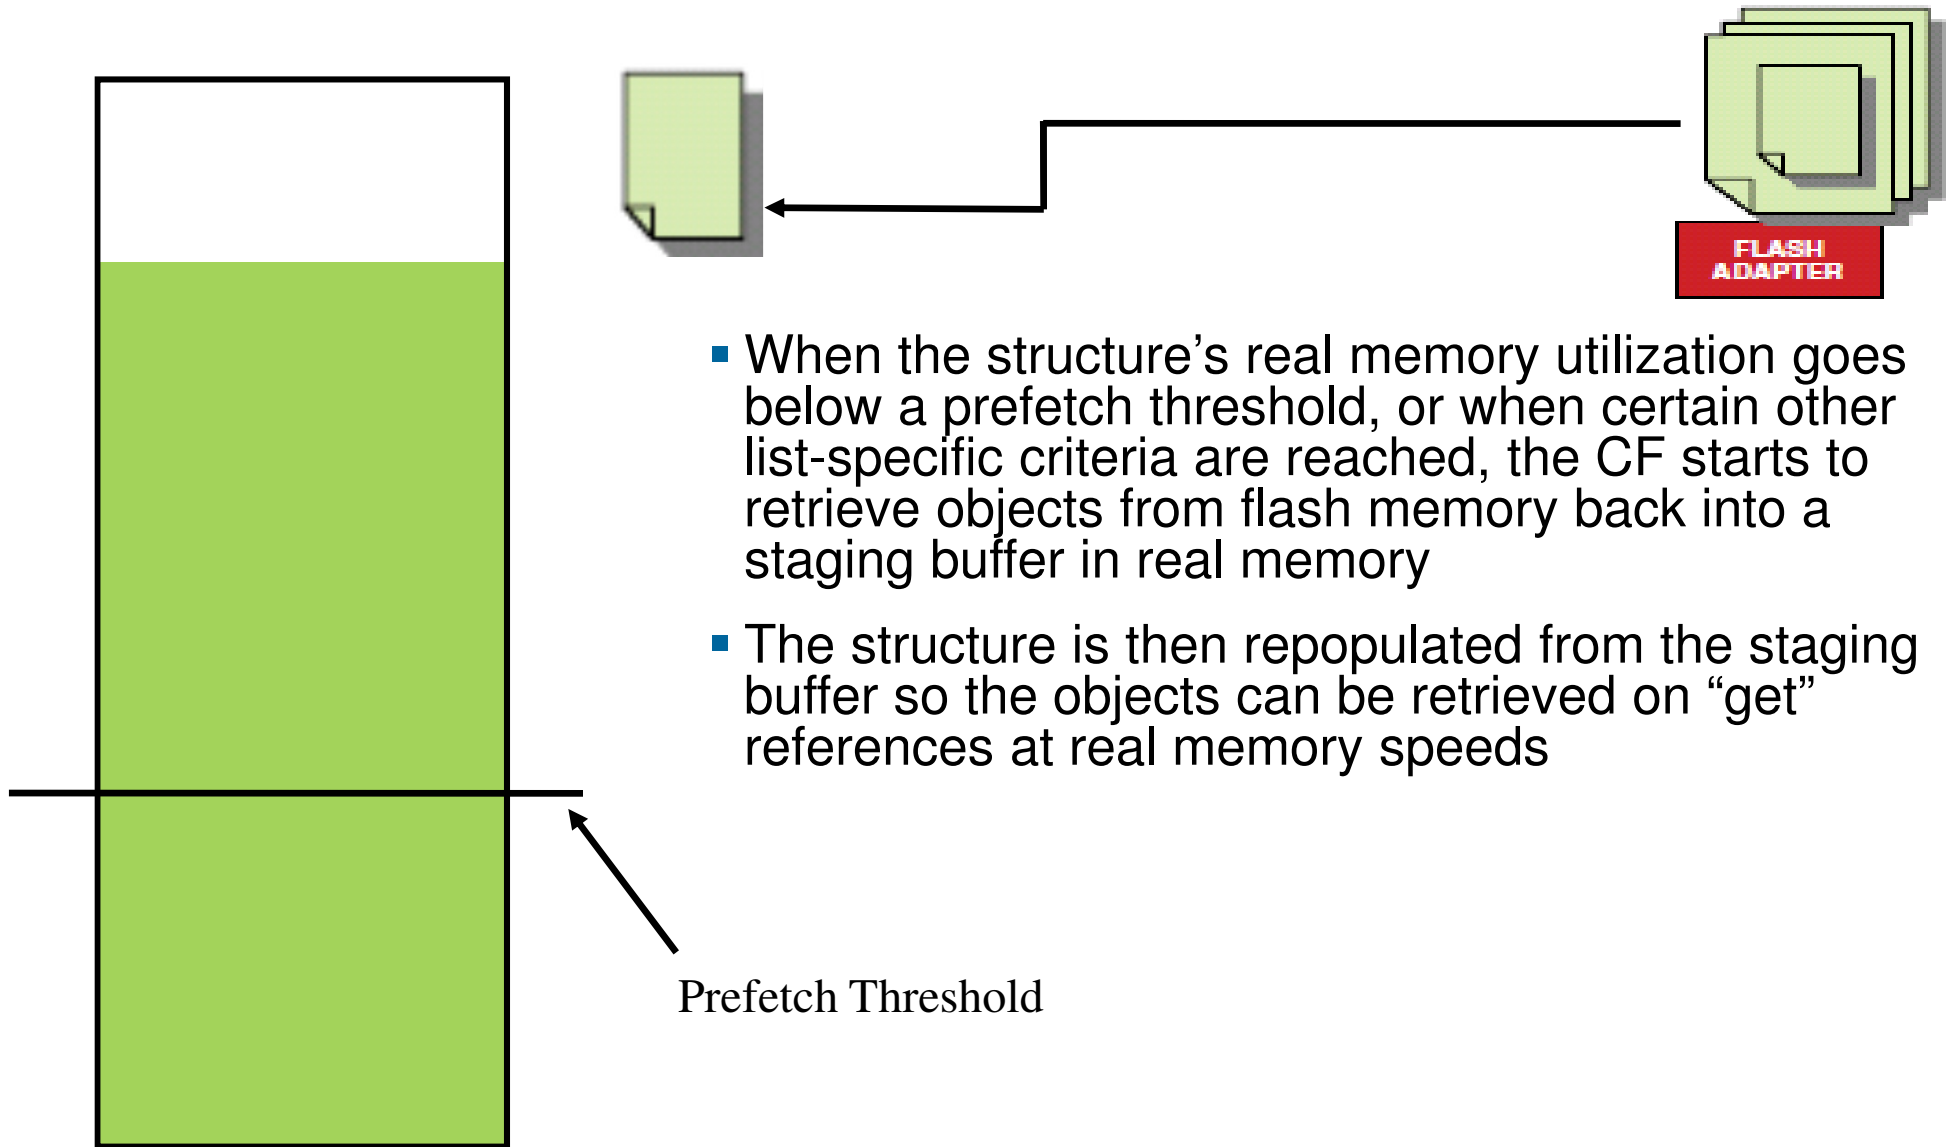 FLASH
ADAPTER
▪ When the structure’s real memory utilization goes
below a prefetch threshold, or when certain other
list-specific criteria are reached, the CF starts to
retrieve objects from flash memory back into a
staging buffer in real memory
▪ The structure is then repopulated from the staging
buffer so the objects can be retrieved on “get”
references at real memory speeds
Prefetch Threshold